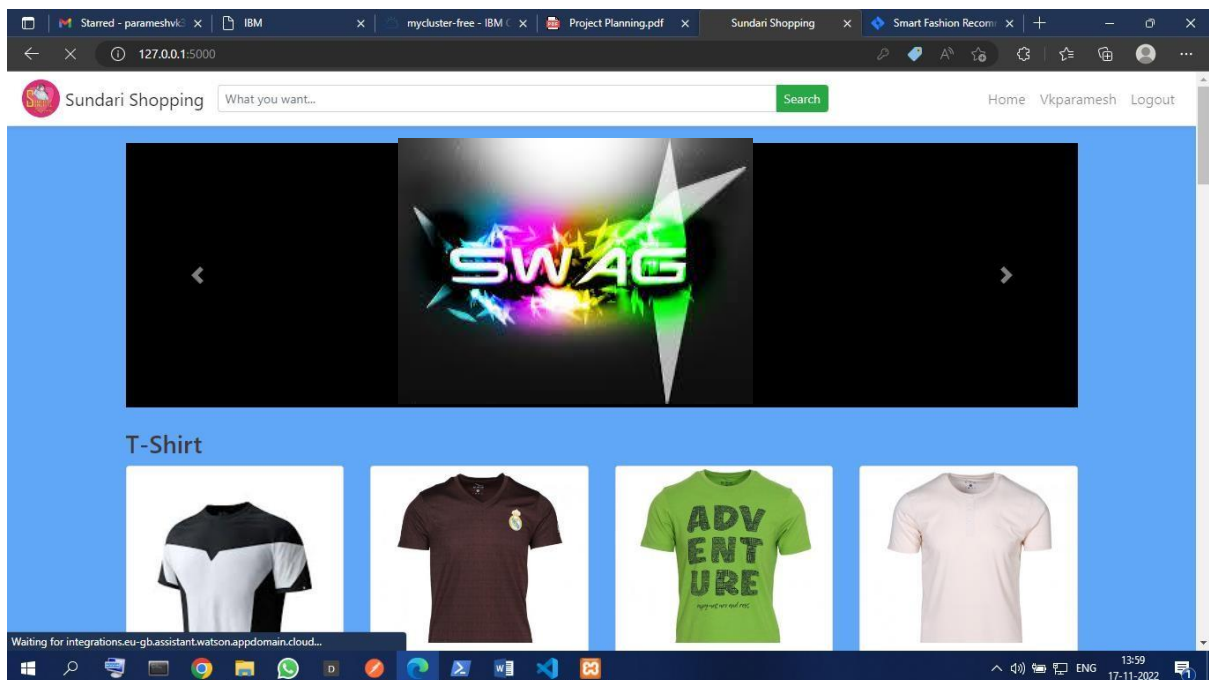 Starred - parameshvk3
IBM
mycluster-free - IBM C
Project Planning.pdf
Sundari Shopping
Smart Fashion Recom
127.0.0.1:5000
Sundari Shopping
What you want...
Search
Home Vkparamesh Logout
SWAG
T-Shirt
ADV
ENT
URE
Waiting for integrations.eu-gb.assistant.watson.appdomain.cloud...
ENG
13:59
17-11-2022